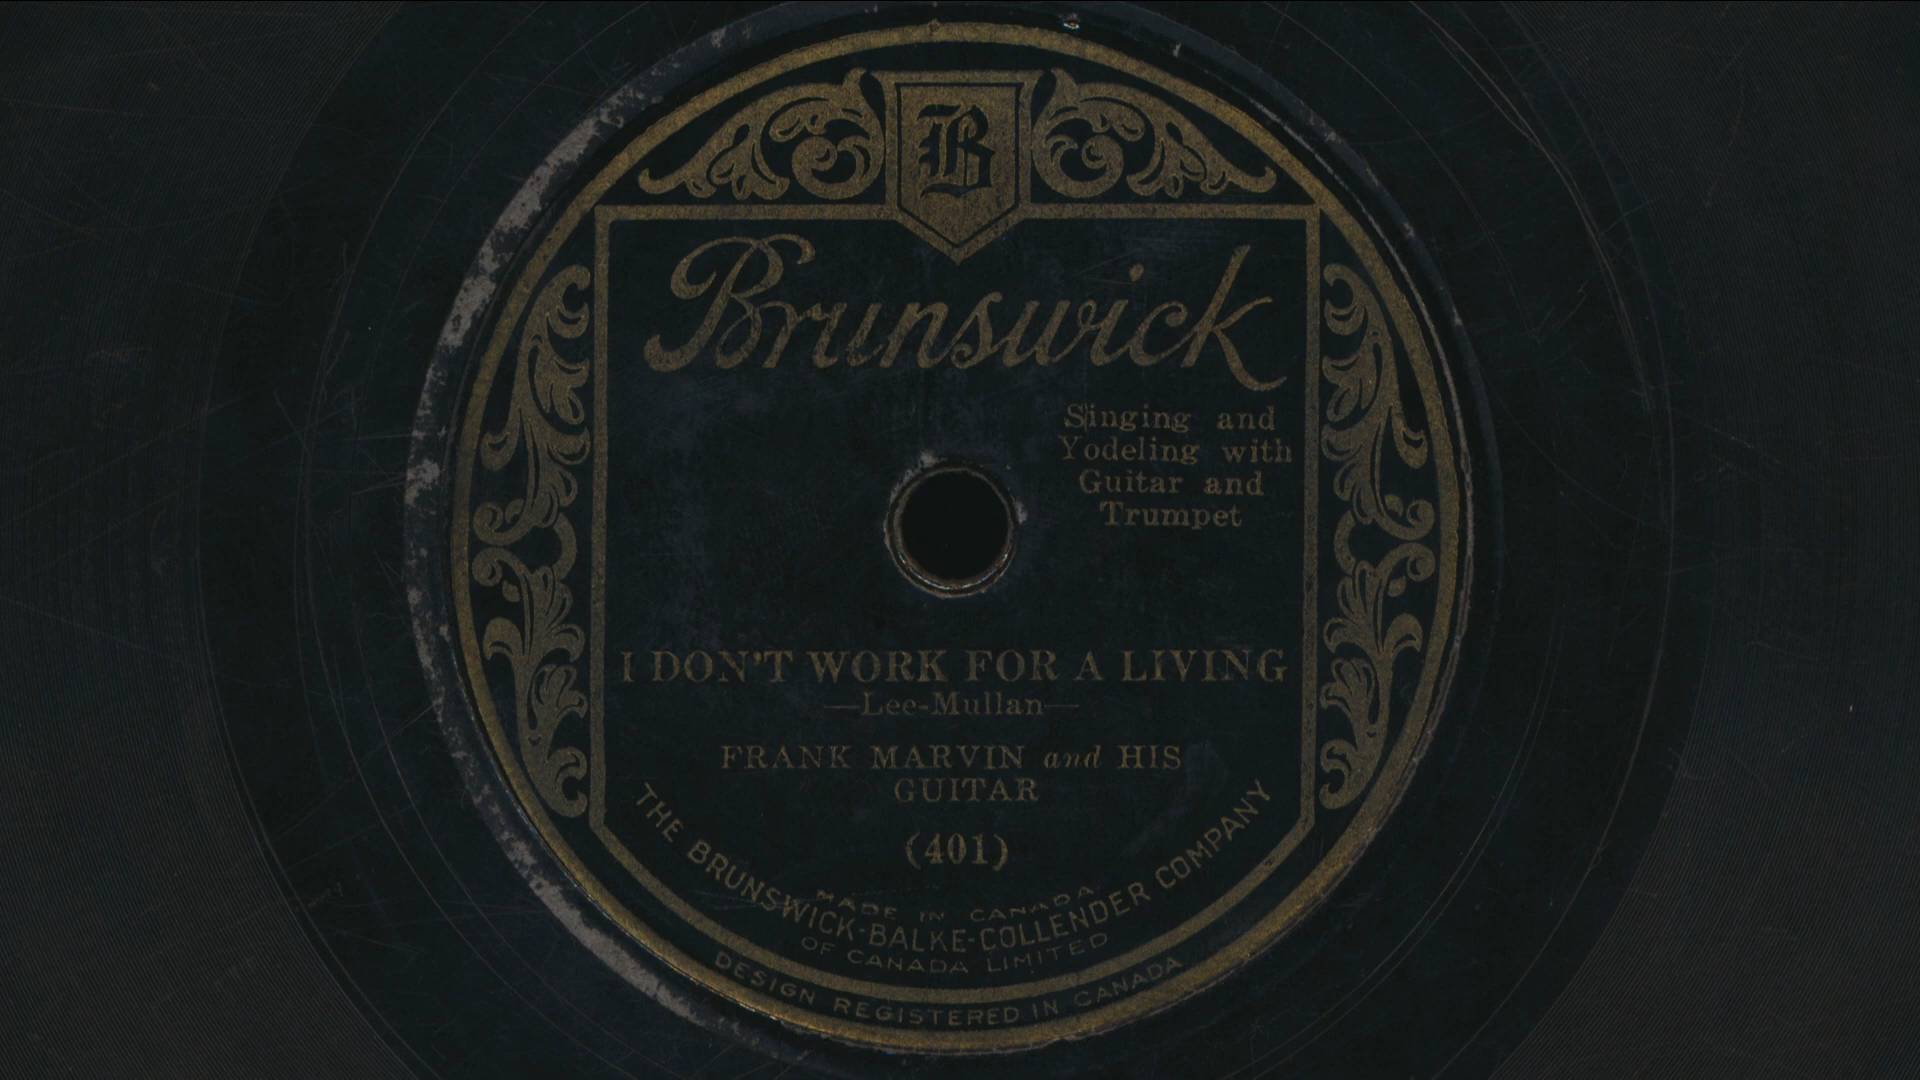 B
Brunswick
Singing and
Yodeling with
Guitar and
Trumpet
I DON'T WORK FOR A LIVING
—Lee-Mullan—
FRANK MARVIN and HIS
GUITAR
(401)
MADE IN CANADA
THE BRUNSWICK-BALKE-COLLENDER COMPANY
OF CANADA LIMITED
DESIGN REGISTERED IN CANADA